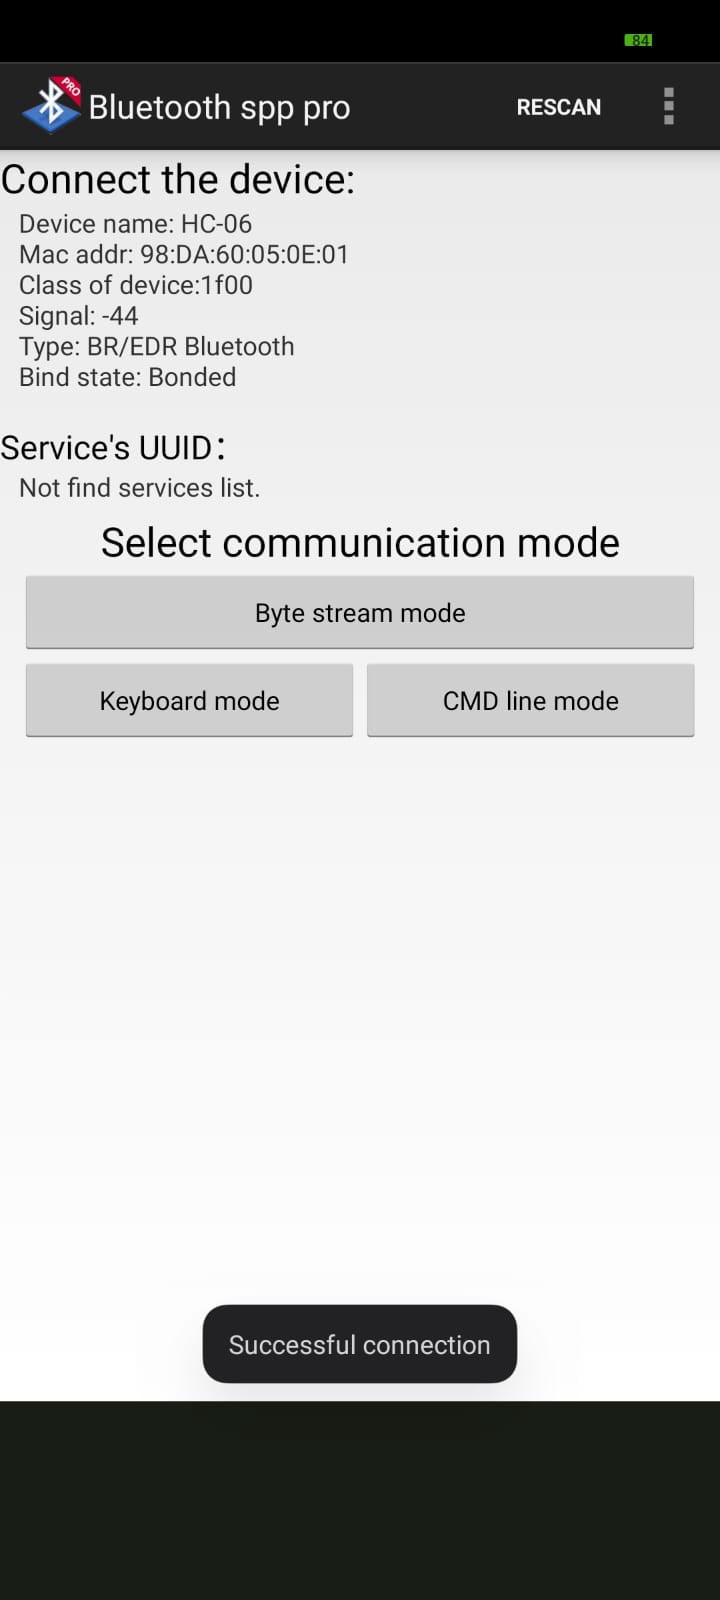 84
PRO
Bluetooth spp pro
RESCAN
Connect the device:
Device name: HC-06
Mac addr: 98:DA:60:05:0E:01
Class of device:1f00
Signal: -44
Type: BR/EDR Bluetooth
Bind state: Bonded
Service's UUID：
Not find services list.
Select communication mode
Byte stream mode
Keyboard mode
CMD line mode
Successful connection